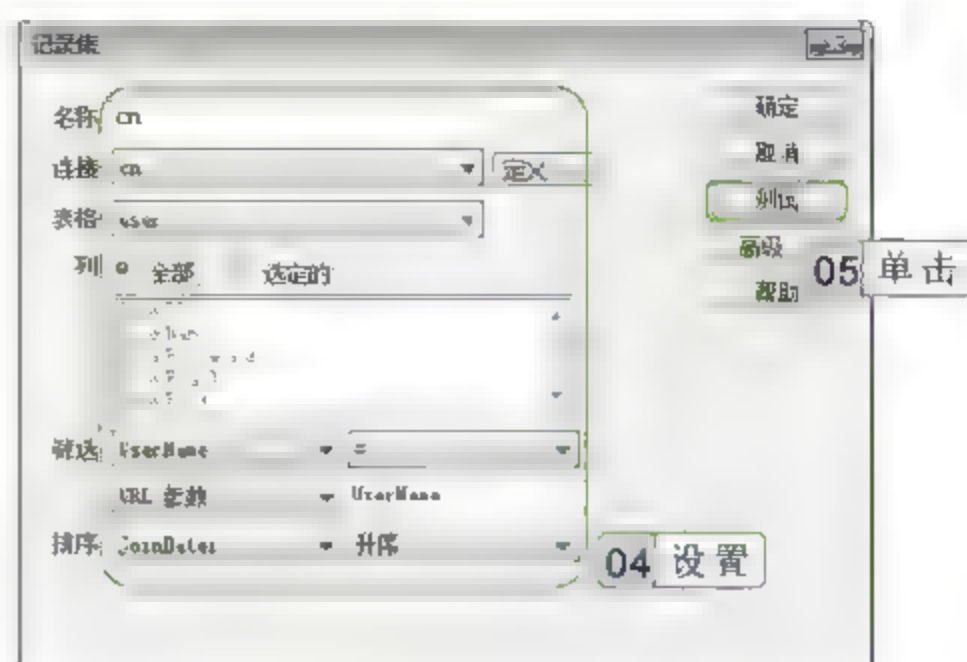 记录集
名称: cn
确定
连接: cn 定义
取消
表格: user
测试
列: 全部 选定的
高级
05 单击
帮助
筛选: UserName =
URL 参数 UserName
排序: 升序
04 设置